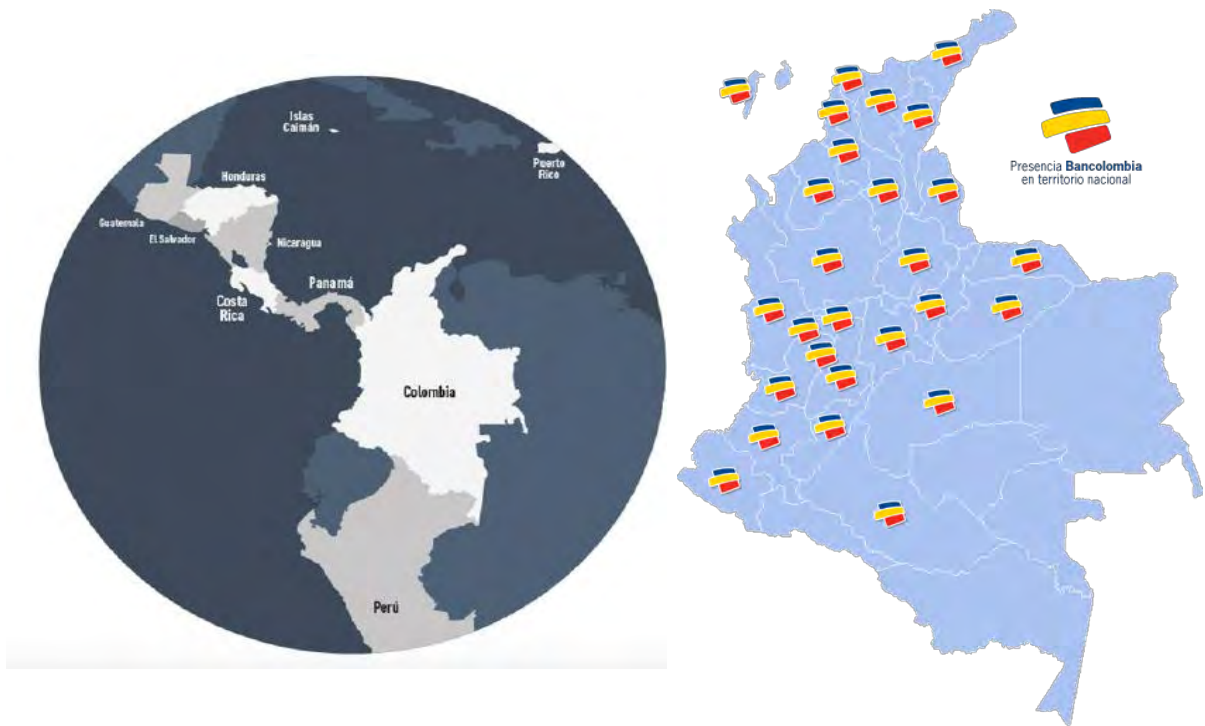 Islas
Caimán
Puerto
Rico
Honduras
Guatemala
El Salvador
Nicaragua
Costa
Rica
Panamá
Colombia
Perú
Presencia Bancolombia
en territorio nacional